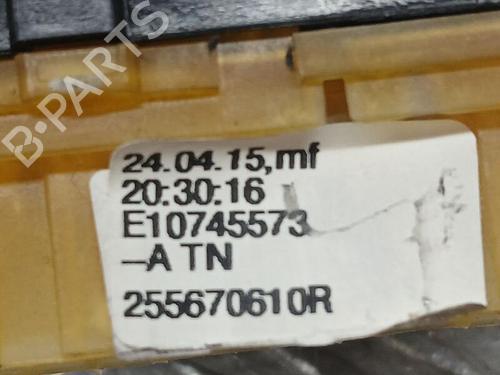 B-PARTS
24.04.15,mf
20:30:16
E10745573
–A TN
255670610R